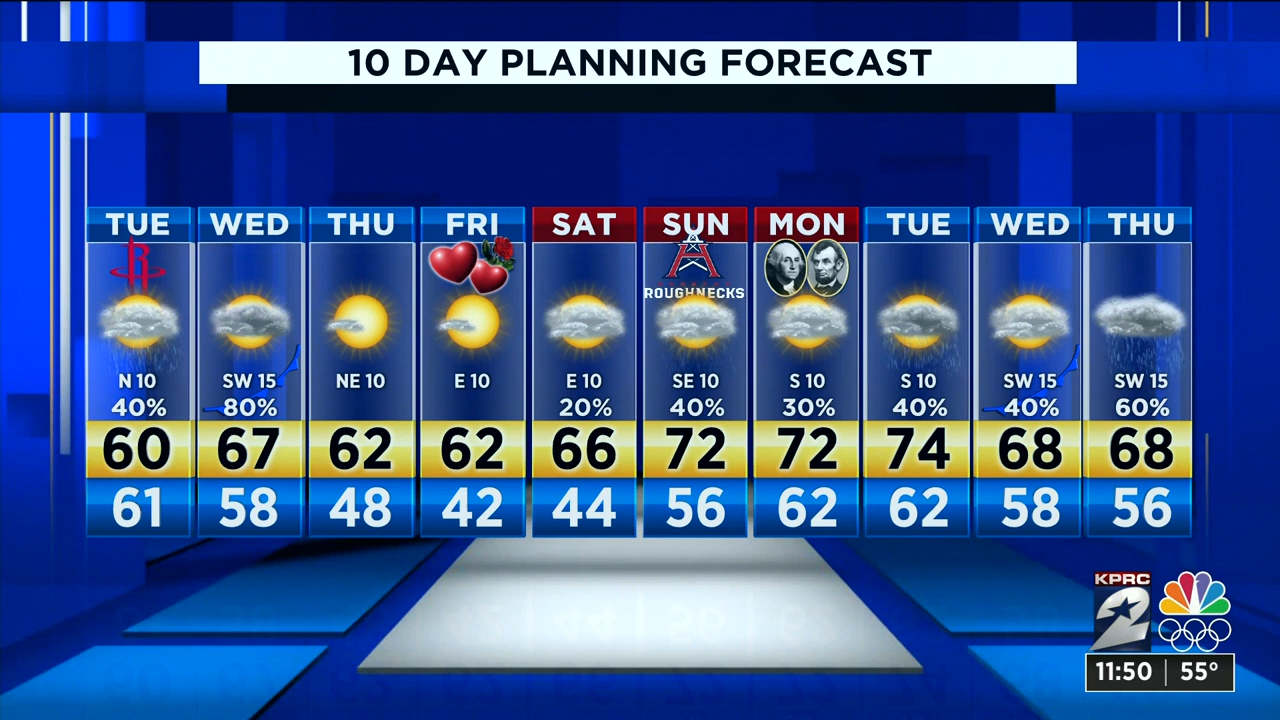 10 DAY PLANNING FORECAST
TUE WED THU FRI SAT SUN MON TUE WED THU
R
ROUGHNECKS
N 10 SW 15 NE 10 E 10 E 10 SE 10 S 10 S 10 SW 15 SW 15
40% 80% 20% 40% 30% 40% 40% 60%
60 67 62 62 66 72 72 74 68 68
61 58 48 42 44 56 62 62 58 56
KPRC
2
11:50 55°